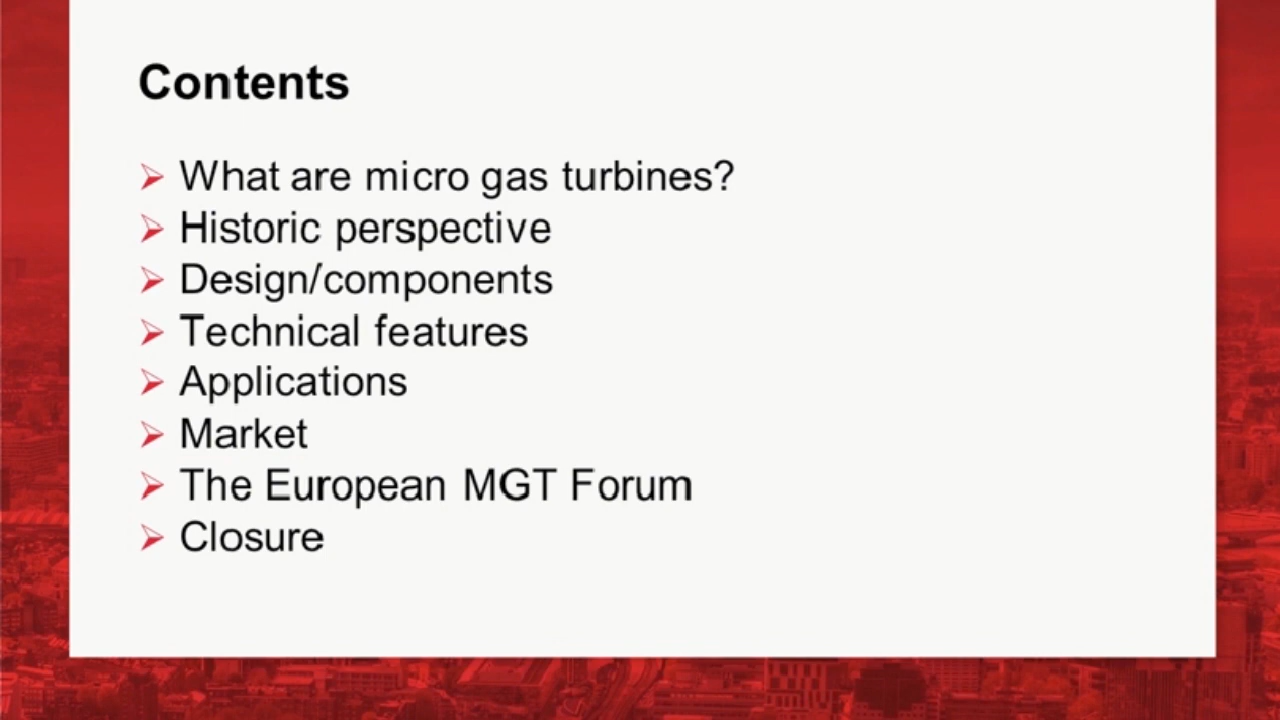 Contents
What are micro gas turbines?
Historic perspective
Design/components
Technical features
Applications
Market
The European MGT Forum
Closure